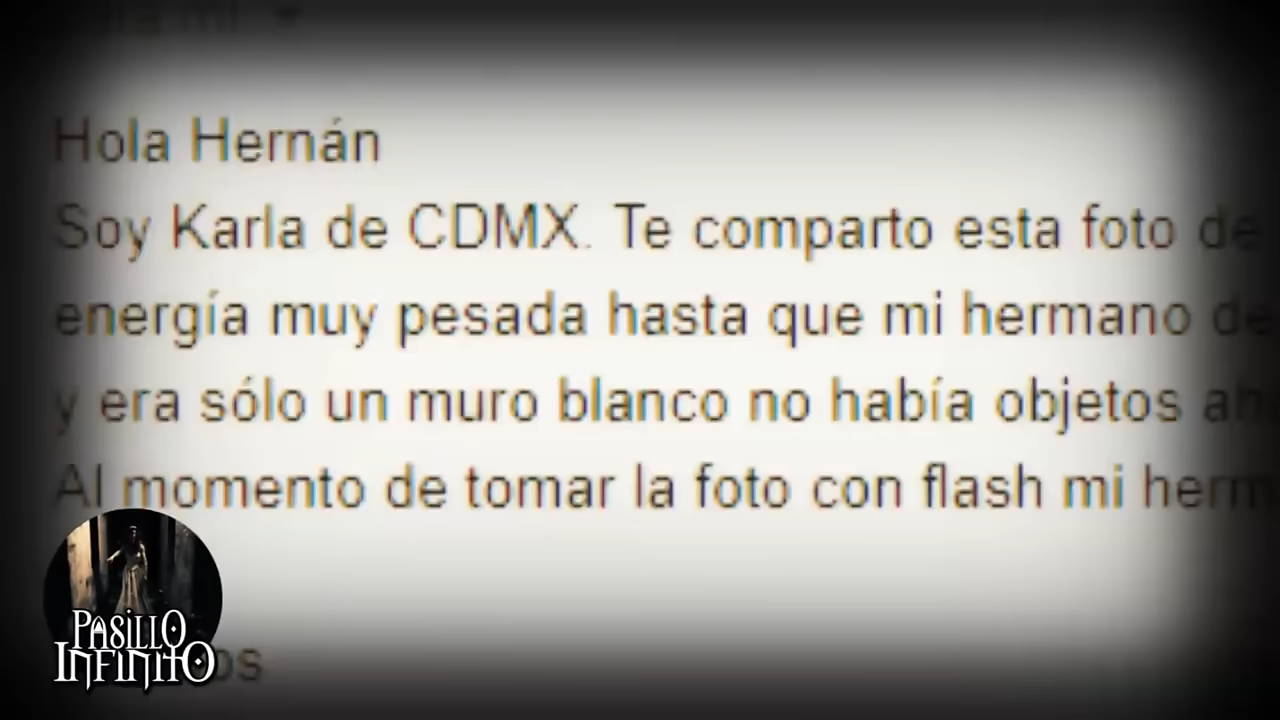 Hola Hernán
Soy Karla de CDMX. Te comparto esta foto de
energía muy pesada hasta que mi hermano
y era sólo un muro blanco no había objetos
Al momento de tomar la foto con flash mi
PASILLO
INFINITO